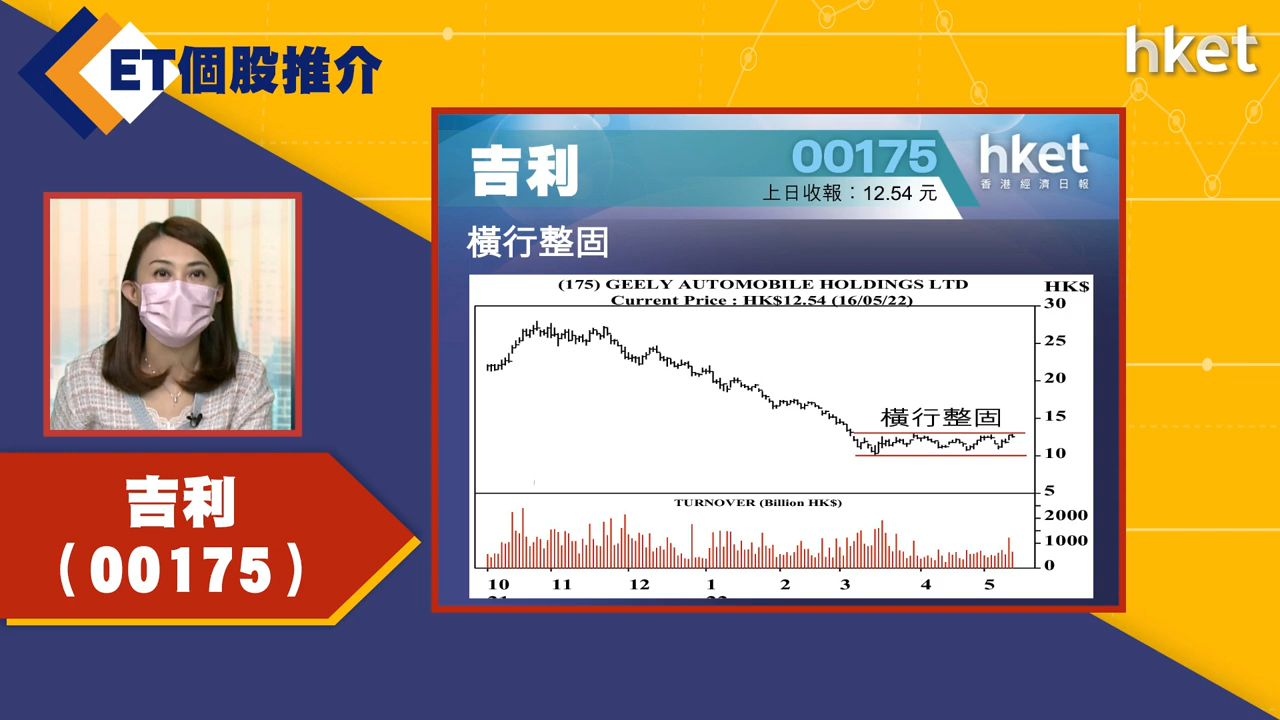 ET個股推介
hket
吉利
00175
hket
香港經濟日報
上日收報：12.54 元
橫行整固
(175) GEELY AUTOMOBILE HOLDINGS LTD
HK$
Current Price : HK$12.54 (16/05/22)
30
25
20
15
橫行整固
10
5
TURNOVER (Billion HK$)
2000
1000
0
10 11 12 1 2 3 4 5
吉利
（00175）